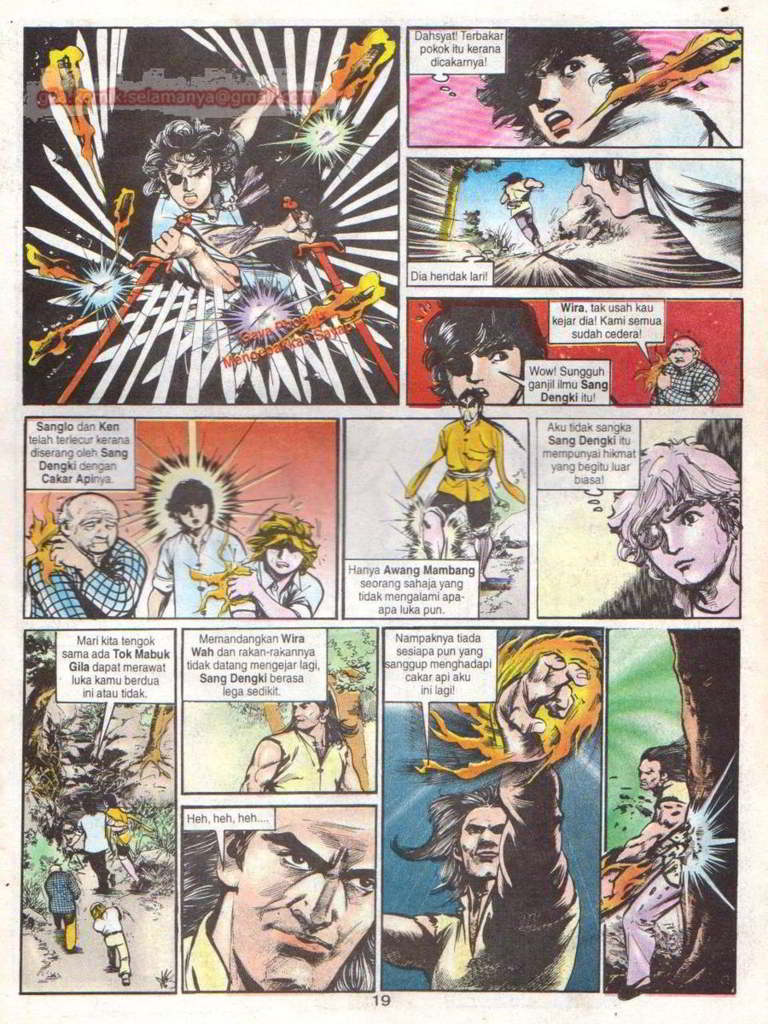 gua.komik.selamanya@gmail.com
Dahsyat! Terbakar
pokok itu kerana
dicakarnya!
Dia hendak lari!
Wira, tak usah kau
kejar dia! Kami semua
sudah cedera!
Wow! Sungguh
ganjil ilmu Sang
Dengki itu!
Sanglo dan Ken
telah terlecur kerana
diserang oleh Sang
Dengki dengan
Cakar Apinya.
Hanya Awang Mambang
seorang sahaja yang
tidak mengalami apa-
apa luka pun.
Aku tidak sangka
Sang Dengki itu
mempunyai hikmat
yang begitu luar
biasa!
Mari kita tengok
sama ada Tok Mabuk
Gila dapat merawat
luka kamu berdua
ini atau tidak.
Memandangkan Wira
Wah dan rakan-rakannya
tidak datang mengejar lagi,
Sang Dengki berasa
lega sedikit.
Heh, heh, heh....
Nampaknya tiada
sesiapa pun yang
sanggup menghadapi
cakar api aku
ini lagi!
19